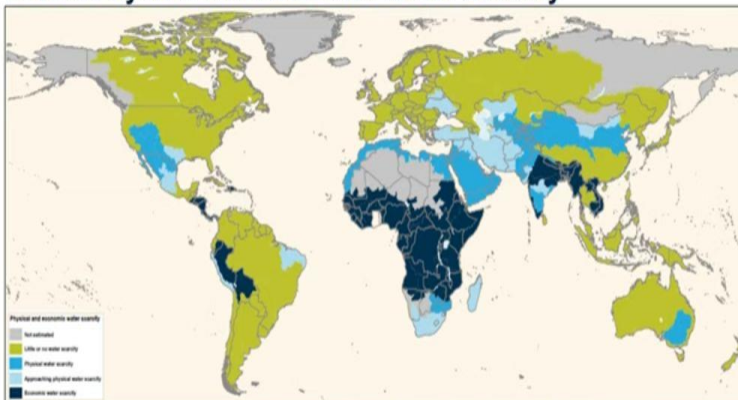 Physical and economic water scarcity
Not estimated
Little or no water scarcity
Physical water scarcity
Approaching physical water scarcity
Economic water scarcity